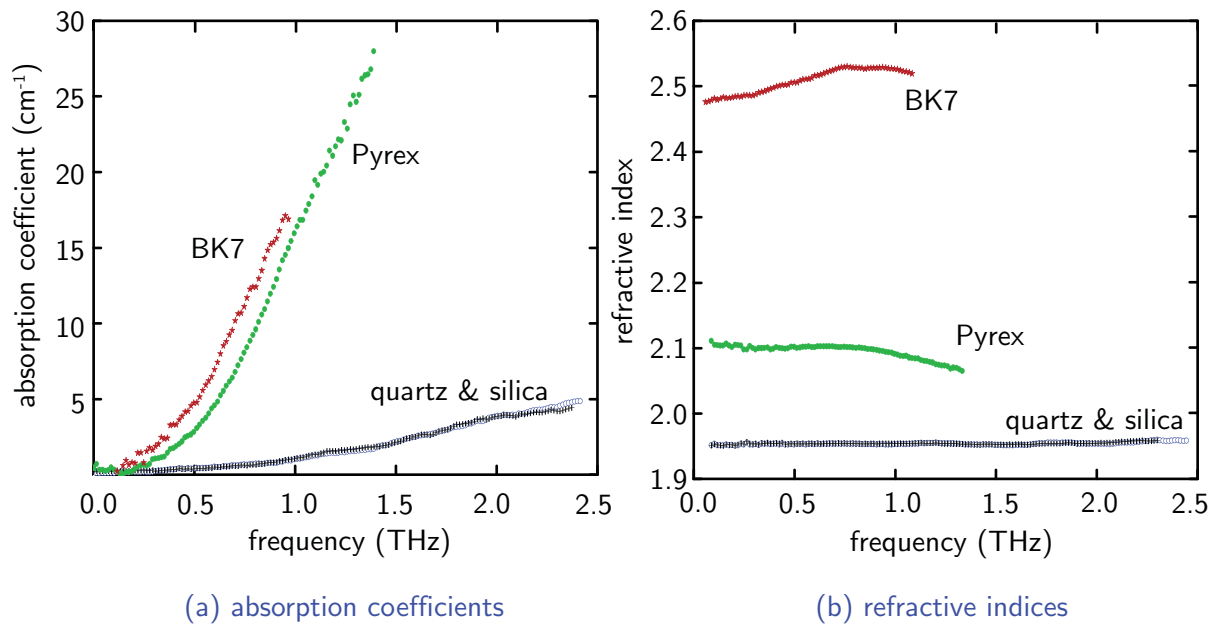 absorption coefficient (cm⁻¹)
30
25
20
15
10
5
BK7
Pyrex
quartz & silica
0.0 0.5 1.0 1.5 2.0 2.5
frequency (THz)
(a) absorption coefficients
refractive index
2.6
2.5
2.4
2.3
2.2
2.1
2.0
1.9
BK7
Pyrex
quartz & silica
0.0 0.5 1.0 1.5 2.0 2.5
frequency (THz)
(b) refractive indices